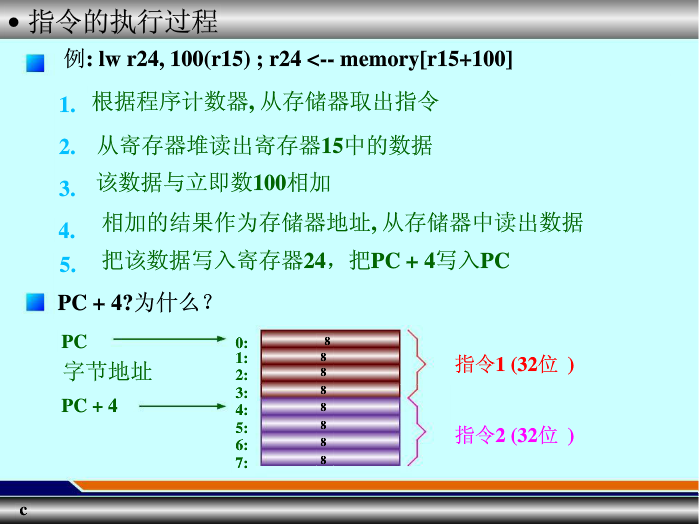 • 指令的执行过程
例: lw r24, 100(r15) ; r24 <-- memory[r15+100]
1. 根据程序计数器, 从存储器取出指令
2. 从寄存器堆读出寄存器15中的数据
3. 该数据与立即数100相加
4. 相加的结果作为存储器地址, 从存储器中读出数据
5. 把该数据写入寄存器24，把PC + 4写入PC
PC + 4?为什么?
PC
0: 8
1: 8
字节地址
2: 8
3: 8
指令1 (32位 )
PC + 4
4: 8
5: 8
6: 8
7: 8
指令2 (32位 )
c